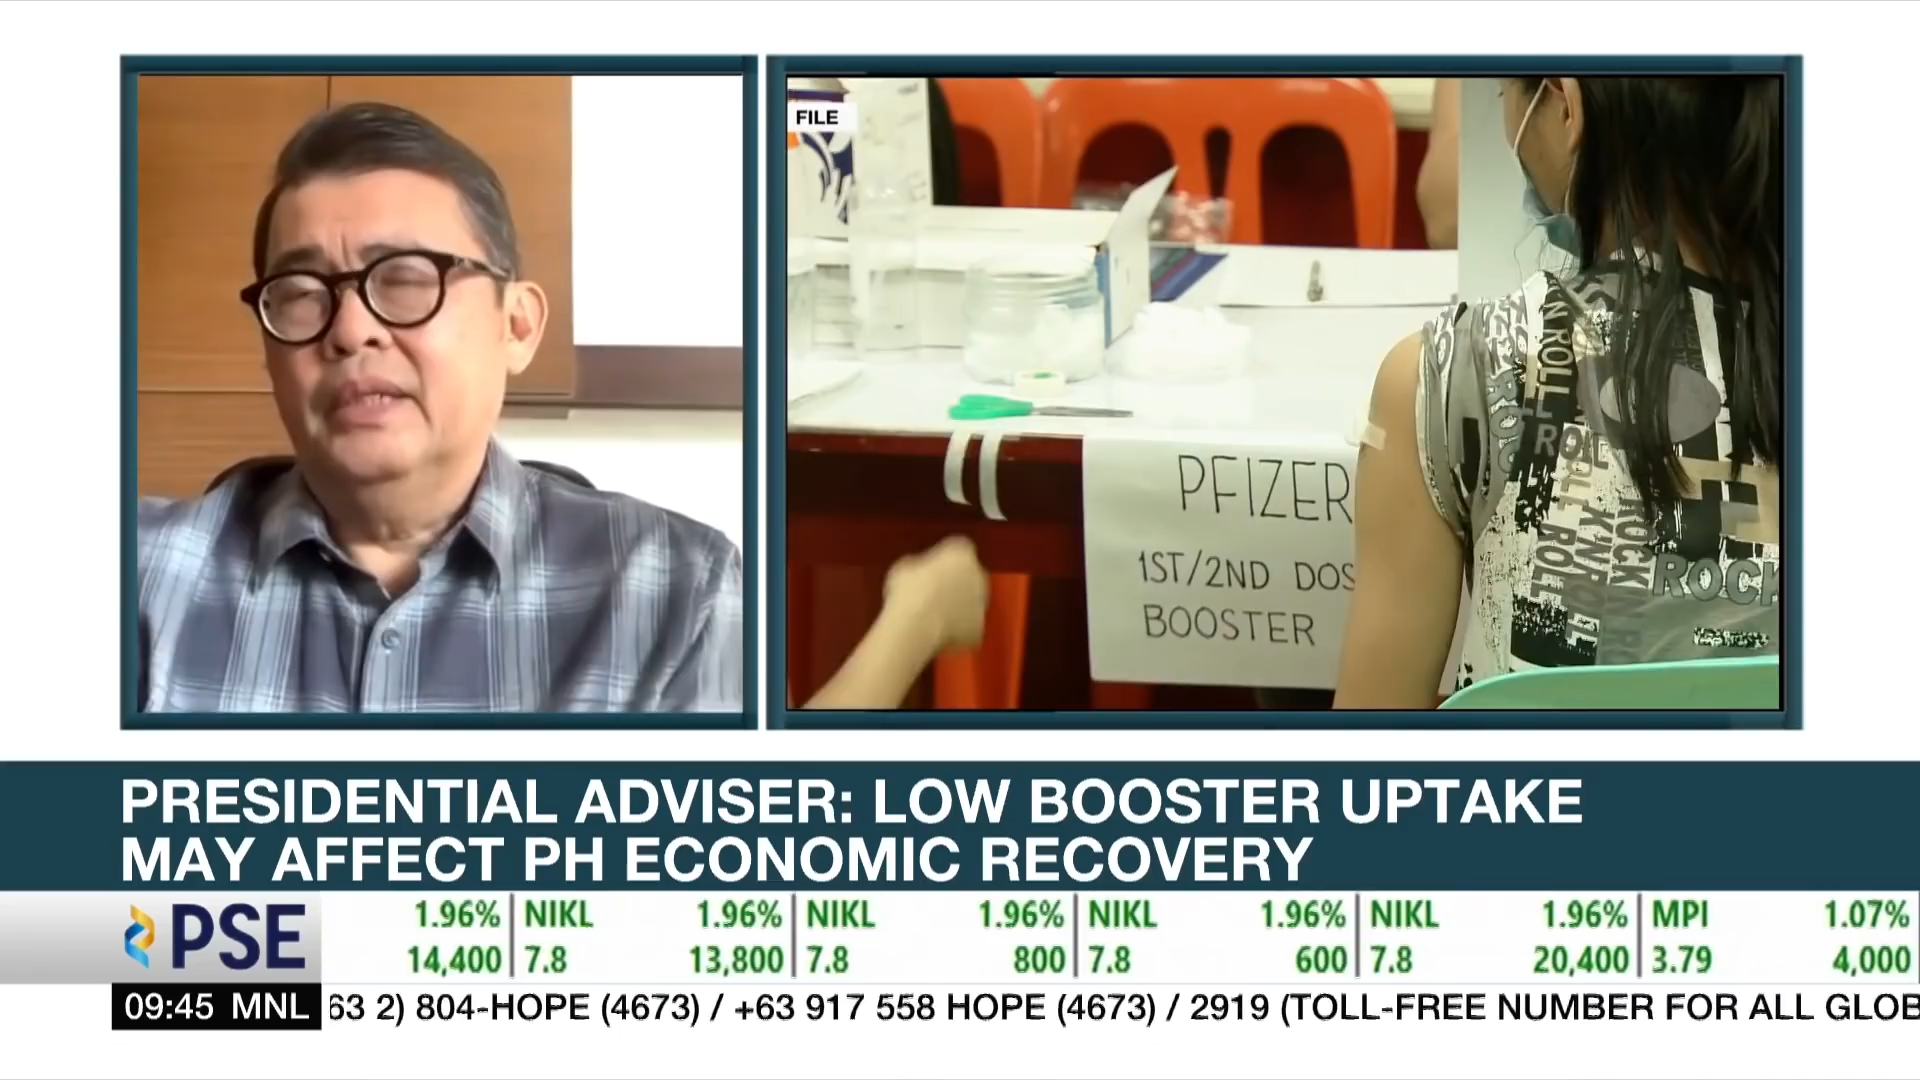 FILE
PFIZER
1ST/2ND DOS
BOOSTER
N ROLL
ROLL
ROCK
PRESIDENTIAL ADVISER: LOW BOOSTER UPTAKE
MAY AFFECT PH ECONOMIC RECOVERY
PSE
1.96% NIKL 1.96% NIKL 1.96% NIKL 1.96% NIKL 1.96% MPI 1.07%
14,400 7.8 13,800 7.8 800 7.8 600 7.8 20,400 3.79 4,000
09:45 MNL 63 2) 804-HOPE (4673) / +63 917 558 HOPE (4673) / 2919 (TOLL-FREE NUMBER FOR ALL GLOB